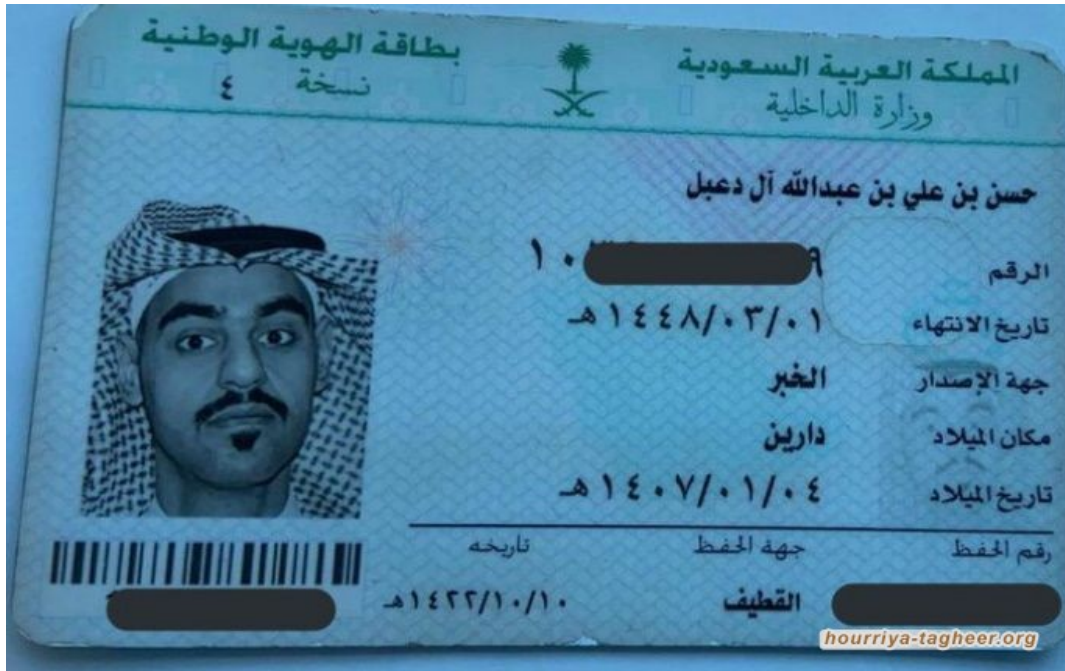 المملكة العربية السعودية
وزارة الداخلية
بطاقة الهوية الوطنية
نسخة ٤
حسن بن علي بن عبدالله آل دعبل
الرقم ٩ ١٠
تاريخ الانتهاء ١٤٤٨/٠٣/٠١هـ
جهة الإصدار الخبر
مكان الميلاد دارين
تاريخ الميلاد ١٤٠٧/٠١/٠٤هـ
رقم الحفظ جهة الحفظ تاريخه
القطيف ١٤٢٢/١٠/١٠هـ
hourriya-tagheer.org